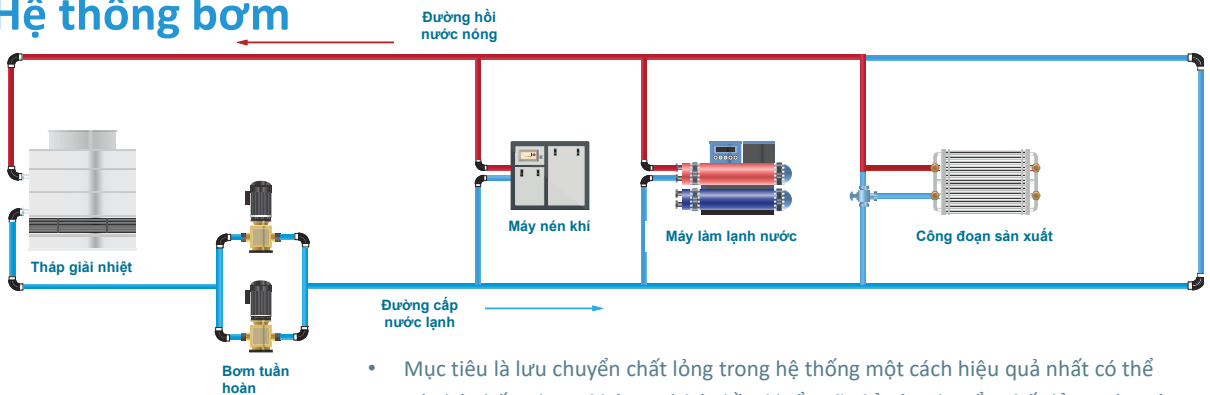 Hệ thống bơm
Đường hồi
nước nóng
Máy nén khí
Máy làm lạnh nước
Công đoạn sản xuất
Tháp giải nhiệt
Đường cấp
nước lạnh
Bơm tuần
hoàn
• Mục tiêu là lưu chuyển chất lỏng trong hệ thống một cách hiệu quả nhất có thể